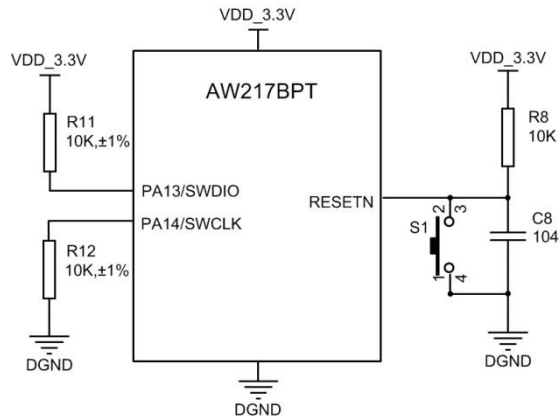 VDD_3.3V
VDD_3.3V
VDD_3.3V
AW217BPT
R11
10K,±1%
R8
10K
PA13/SWDIO
RESETN
PA14/SWCLK
2
3
S1
C8
104
R12
10K,±1%
1
4
DGND
DGND
DGND